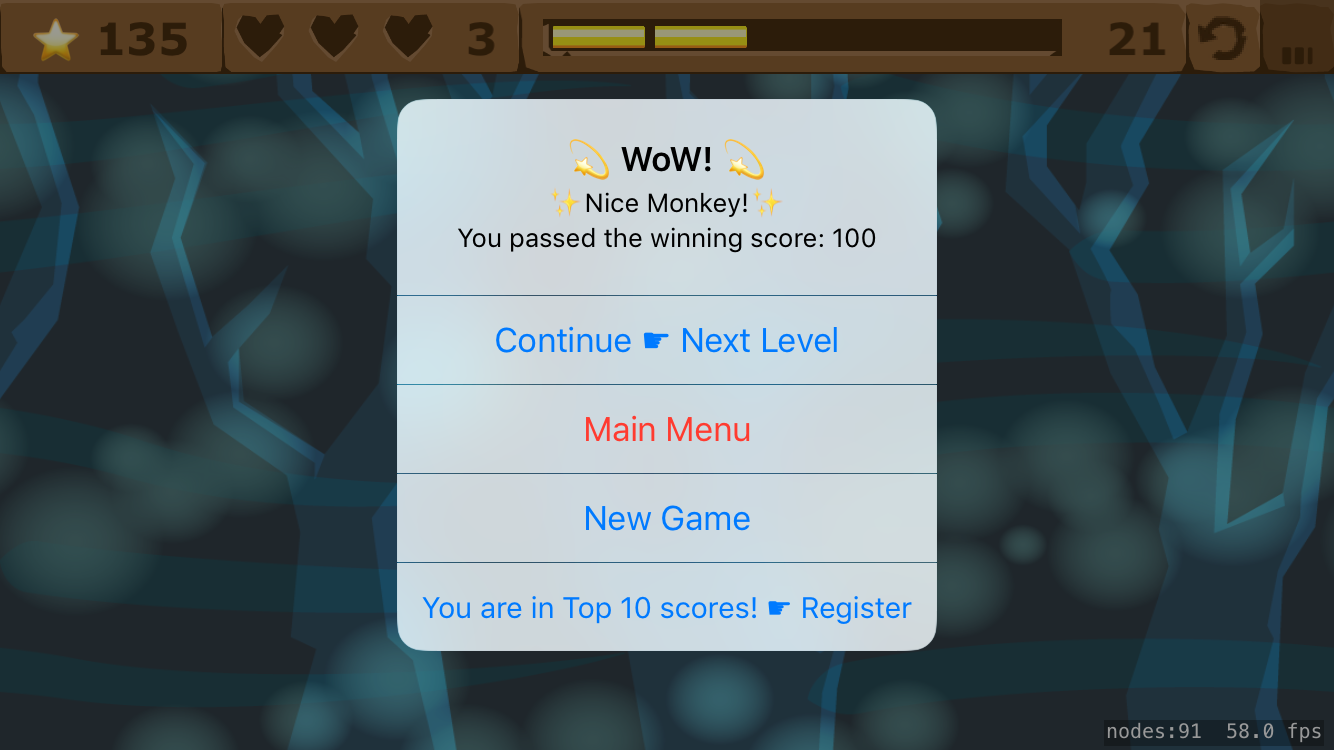 ⭐ 135 3 21
💫 WoW! 💫
✨Nice Monkey!✨
You passed the winning score: 100
Continue ☛ Next Level
Main Menu
New Game
You are in Top 10 scores! ☛ Register
nodes:91 58.0 fps